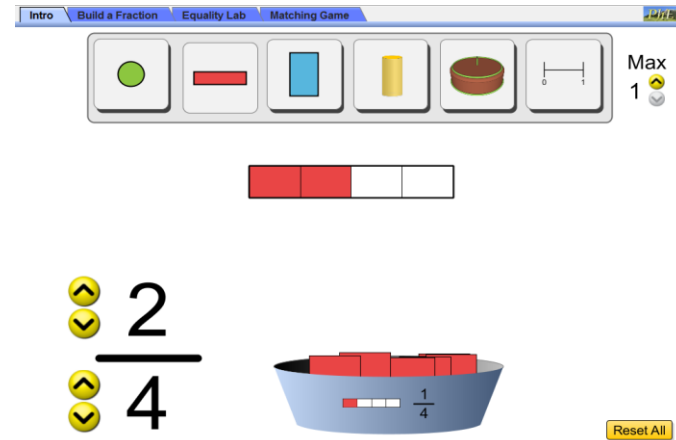 Intro Build a Fraction Equality Lab Matching Game PhET
Max
1
0 1
2
4
1
4
Reset All